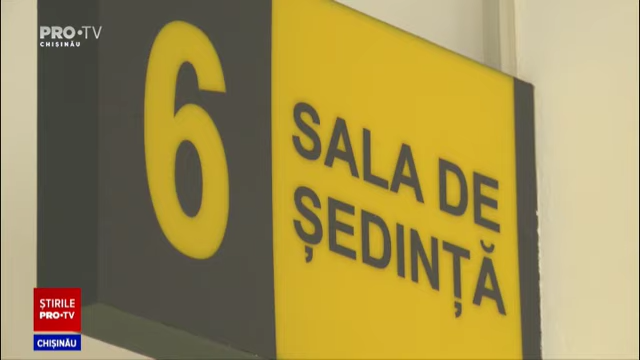 PRO•TV
CHIȘINĂU
6
SALA DE
ȘEDINȚĂ
ȘTIRILE
PRO•TV
CHIȘINĂU